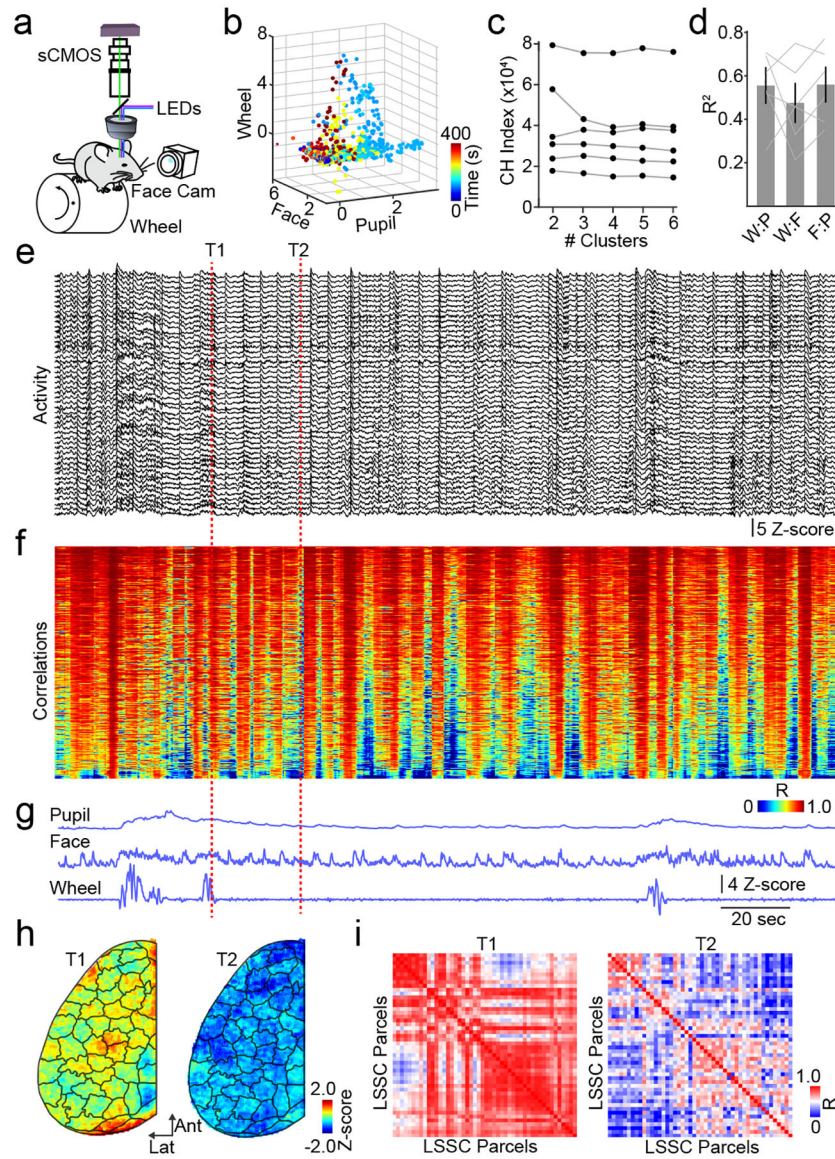 a
sCMOS
LEDs
Face Cam
Wheel
b
Wheel
8
4
0
6
3
Face
0
2
Pupil
400
0
Time (s)
c
CH Index (x10⁴)
8
6
4
2
0
2 3 4 5 6
# Clusters
d
R²
0.8
0.6
0.4
0.2
W:P
W:F
F:P
e
T1
T2
Activity
5 Z-score
f
Correlations
R
0 1.0
g
Pupil
Face
Wheel
4 Z-score
20 sec
h
T1
T2
2.0
-2.0
Z-score
Ant
Lat
i
T1
T2
LSSC Parcels
LSSC Parcels
LSSC Parcels
LSSC Parcels
1.0
0
R